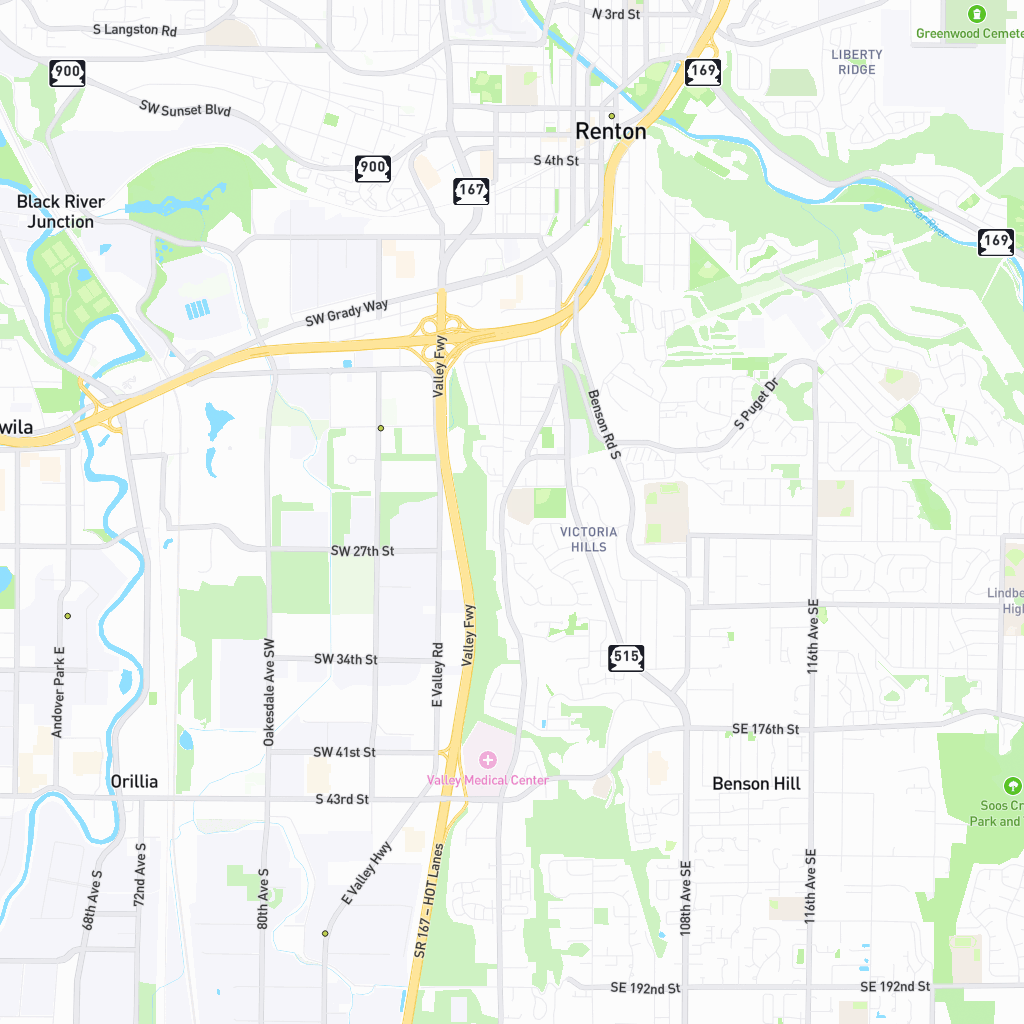 N 3rd St
S Langston Rd
Greenwood Cemete
LIBERTY
RIDGE
900
169
SW Sunset Blvd
Renton
S 4th St
900
167
Black River
Junction
Cedar River
169
SW Grady Way
Valley Fwy
wila
Benson Rd S
S Puget Dr
VICTORIA
HILLS
SW 27th St
Lindbe
High
116th Ave SE
Valley Fwy
Andover Park E
Oakesdale Ave SW
SW 34th St
E Valley Rd
515
SE 176th St
SW 41st St
Orillia
Valley Medical Center
Benson Hill
S 43rd St
Soos Cr
Park and T
68th Ave S
72nd Ave S
80th Ave S
E Valley Hwy
SR 167 – HOT Lanes
108th Ave SE
116th Ave SE
SE 192nd St
SE 192nd St